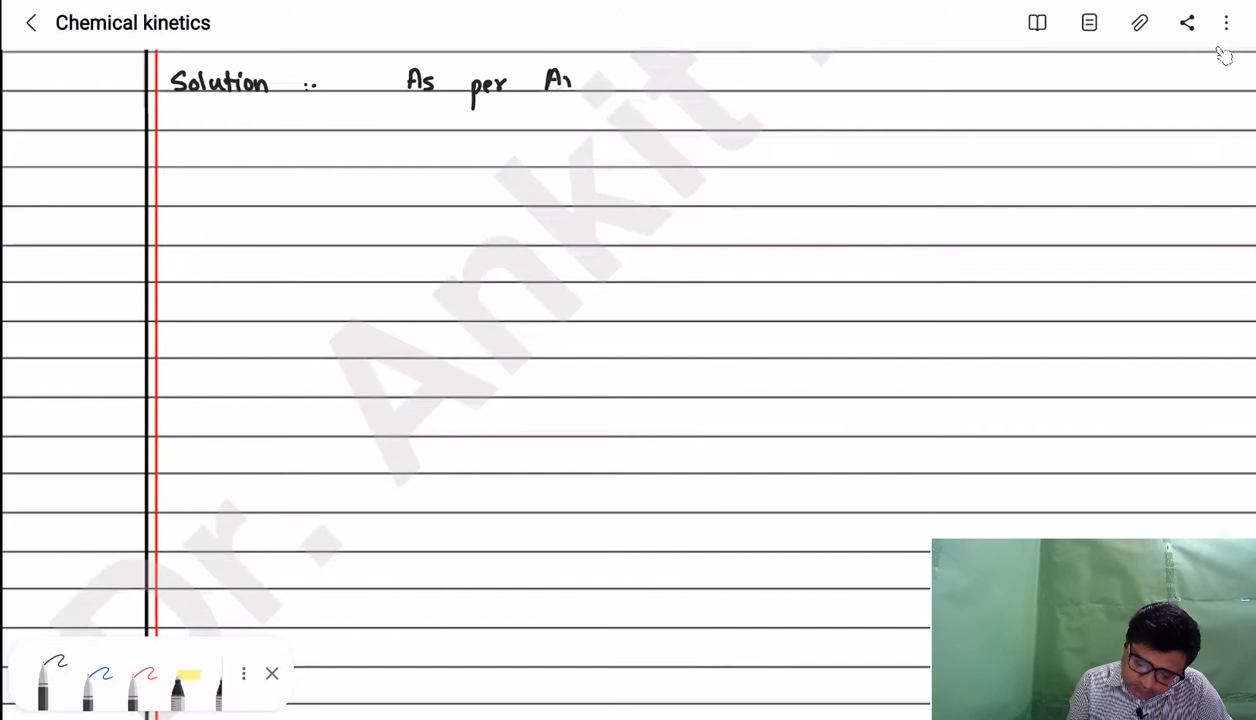 Chemical kinetics
Solution :- As per Ar
Dr. Ankit